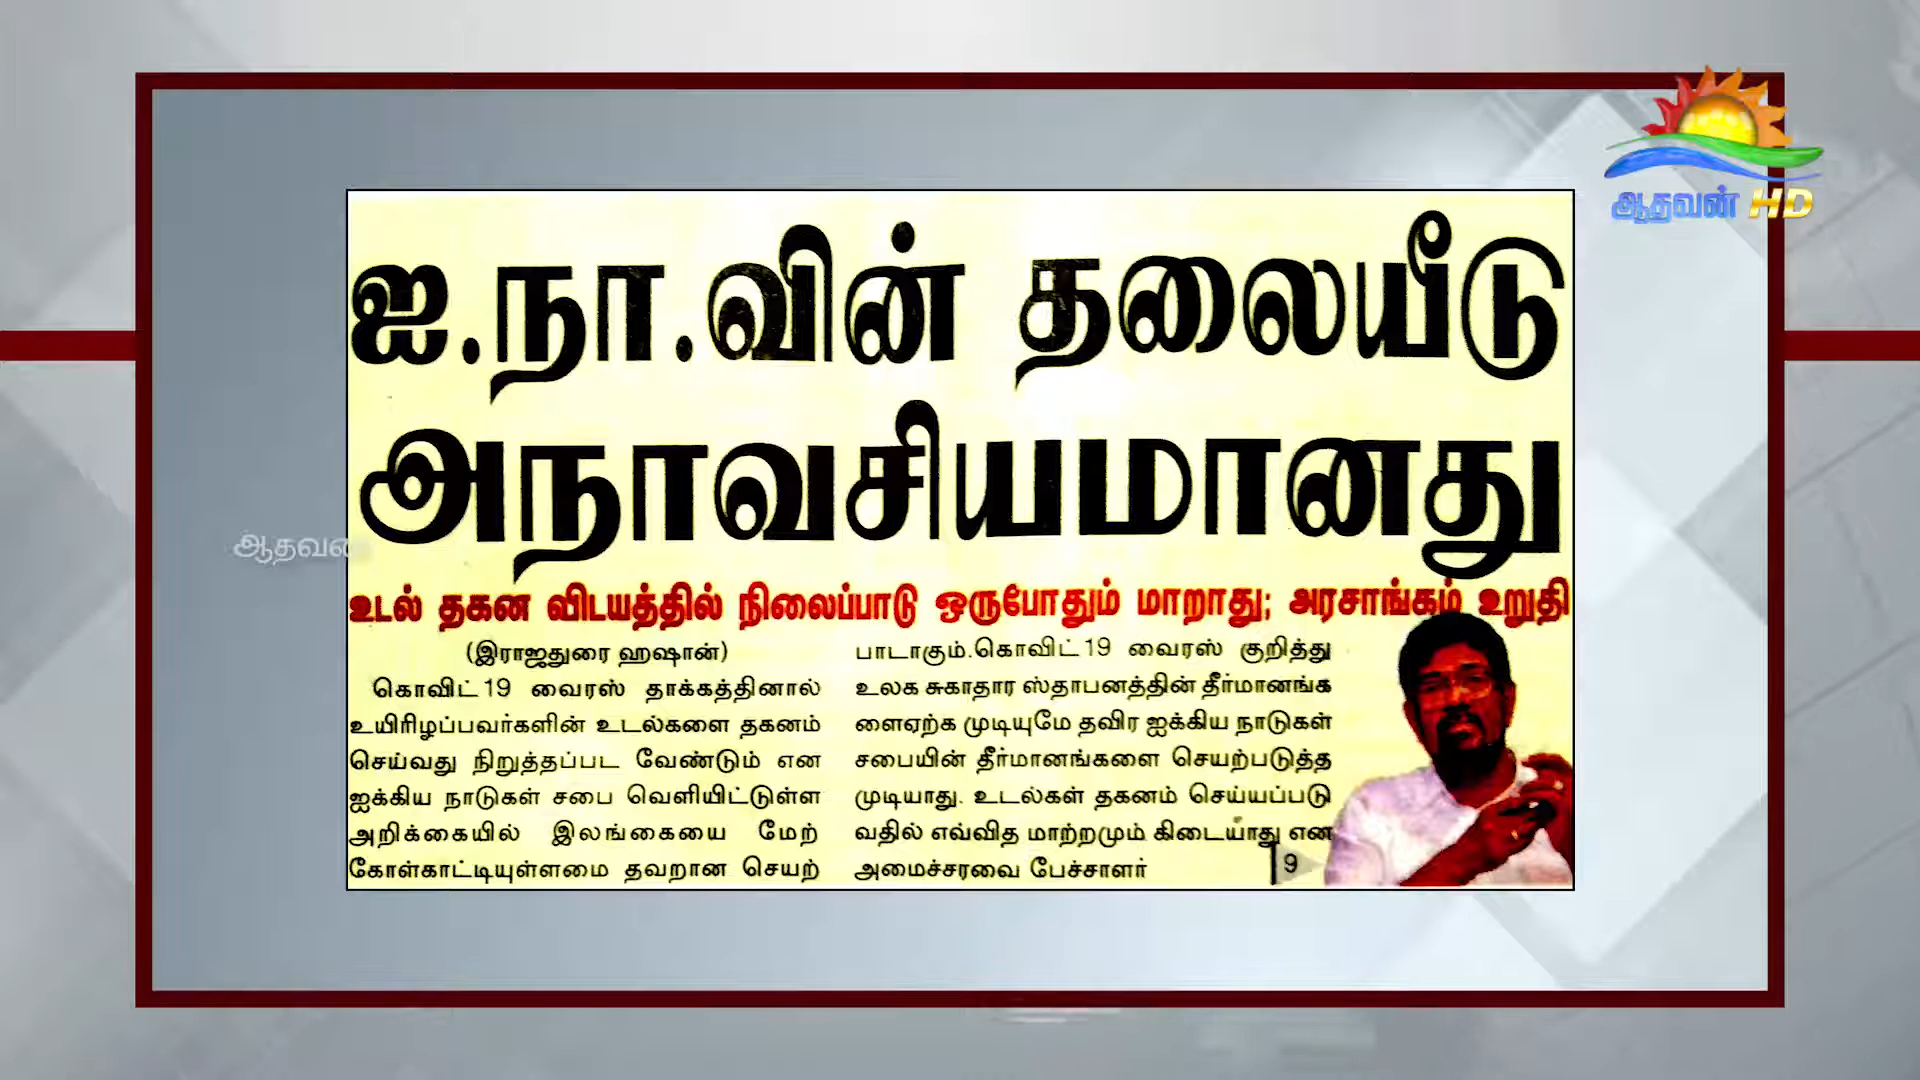 ஆதவன் HD
ஐ.நா.வின் தலையீடு
அநாவசியமானது
உடல் தகன விடயத்தில் நிலைப்பாடு ஒருபோதும் மாறாது; அரசாங்கம் உறுதி
(இராஜதுரை ஹஷான்)
கொவிட் 19 வைரஸ் தாக்கத்தினால்
உயிரிழப்பவர்களின் உடல்களை தகனம்
செய்வது நிறுத்தப்பட வேண்டும் என
ஐக்கிய நாடுகள் சபை வெளியிட்டுள்ள
அறிக்கையில் இலங்கையை மேற்
கோள்காட்டியுள்ளமை தவறான செயற்
பாடாகும்.கொவிட் 19 வைரஸ் குறித்து
உலக சுகாதார ஸ்தாபனத்தின் தீர்மானங்க
ளைஏற்க முடியுமே தவிர ஐக்கிய நாடுகள்
சபையின் தீர்மானங்களை செயற்படுத்த
முடியாது. உடல்கள் தகனம் செய்யப்படு
வதில் எவ்வித மாற்றமும் கிடையாது என
அமைச்சரவை பேச்சாளர்
9